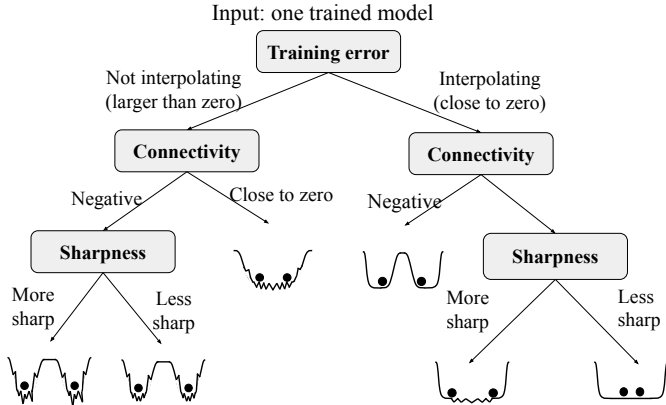 Input: one trained model
Training error
Not interpolating
(larger than zero)
Interpolating
(close to zero)
Connectivity
Connectivity
Negative
Close to zero
Negative
Sharpness
Sharpness
More
sharp
Less
sharp
More
sharp
Less
sharp